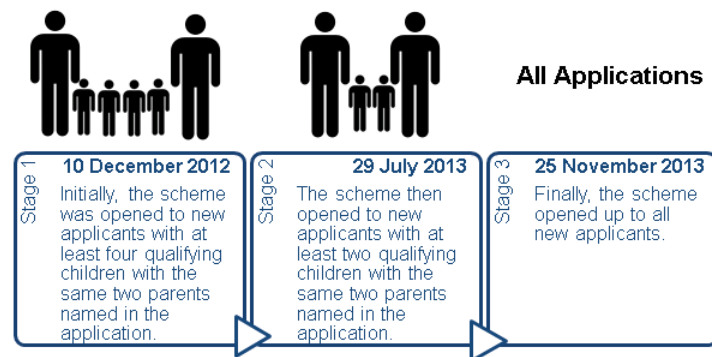 All Applications
Stage 1
10 December 2012
Initially, the scheme
was opened to new
applicants with at
least four qualifying
children with the
same two parents
named in the
application.
Stage 2
29 July 2013
The scheme then
opened to new
applicants with at
least two qualifying
children with the
same two parents
named in the
application.
Stage 3
25 November 2013
Finally, the scheme
opened up to all
new applicants.